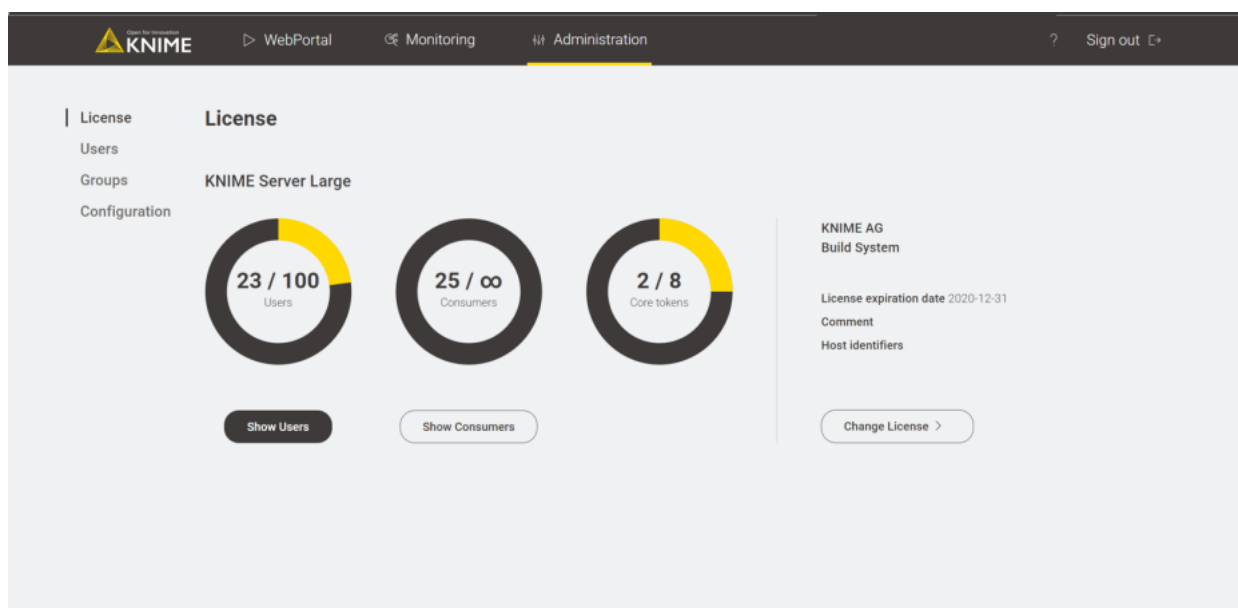 Open for Innovation
KNIME
WebPortal
Monitoring
Administration
?
Sign out
License
Users
Groups
Configuration
License
KNIME Server Large
23 / 100
Users
25 / ∞
Consumers
2 / 8
Core tokens
Show Users
Show Consumers
KNIME AG
Build System
License expiration date 2020-12-31
Comment
Host identifiers
Change License >